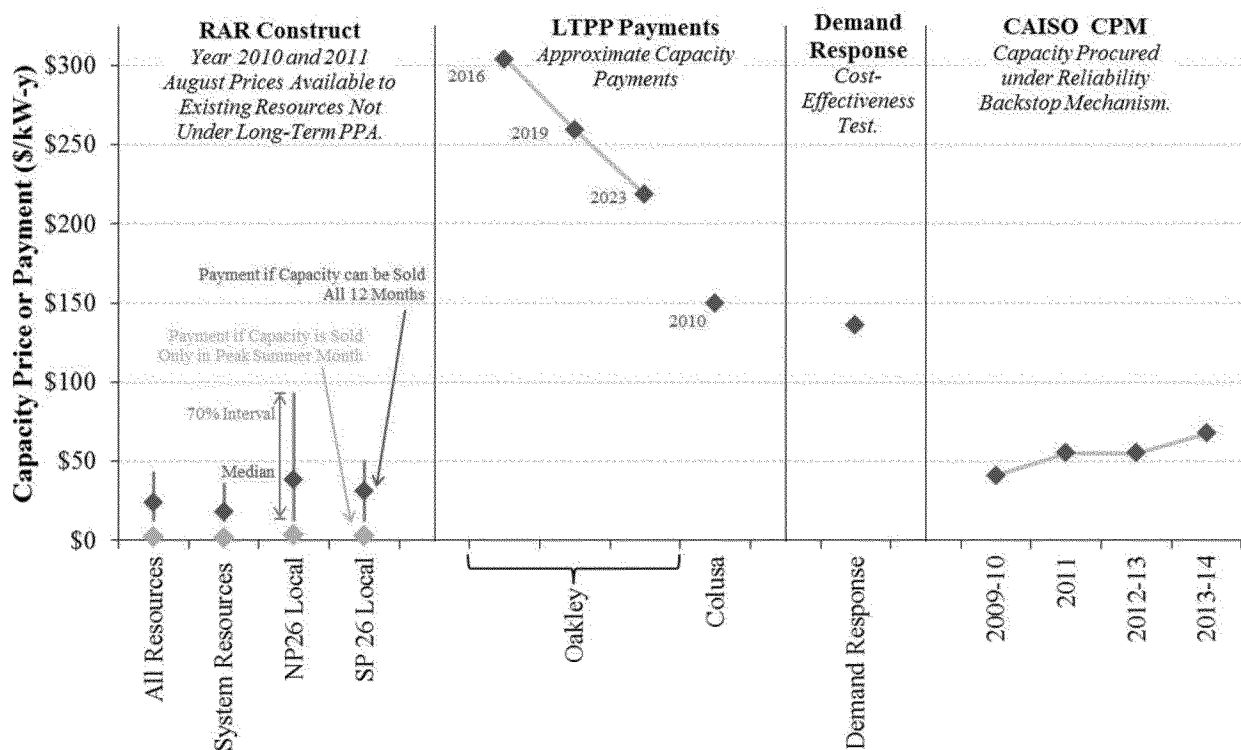 RAR Construct
Year 2010 and 2011
August Prices Available to
Existing Resources Not
Under Long-Term PPA.
LTPP Payments
Approximate Capacity
Payments
Demand
Response
Cost-
Effectiveness
Test.
CAISO CPM
Capacity Procured
under Reliability
Backstop Mechanism.
Capacity Price or Payment ($/kW-y)
$300
$250
$200
$150
$100
$50
$0
2016
2019
2023
2010
Payment if Capacity can be Sold
All 12 Months
Payment if Capacity is Sold
Only in Peak Summer Month
70% Interval
Median
All Resources
System Resources
NP26 Local
SP 26 Local
Oakley
Colusa
Demand Response
2009-10
2011
2012-13
2013-14